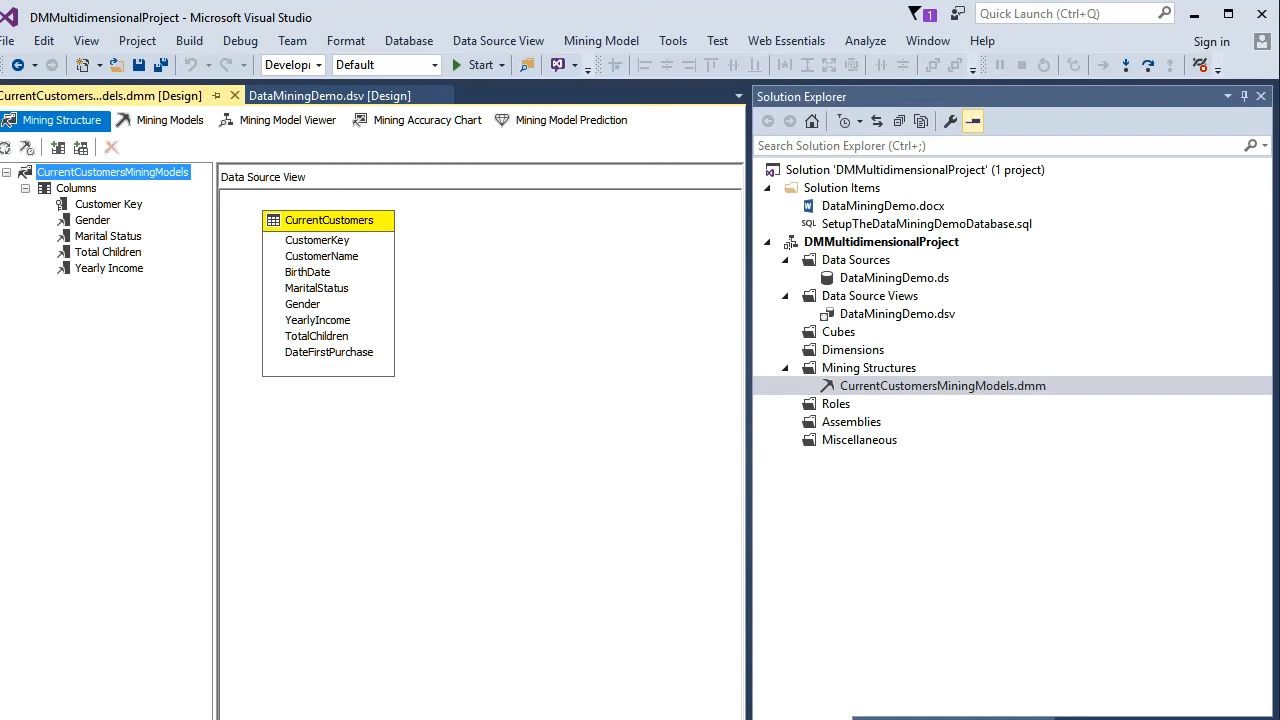 DMMultidimensionalProject - Microsoft Visual Studio
1
Quick Launch (Ctrl+Q)
File Edit View Project Build Debug Team Format Database Data Source View Mining Model Tools Test Web Essentials Analyze Window Help
Sign in
Develop Default Start
CurrentCustomers...dels.dmm [Design]
DataMiningDemo.dsv [Design]
Mining Structure Mining Models Mining Model Viewer Mining Accuracy Chart Mining Model Prediction
CurrentCustomersMiningModels
Columns
Customer Key
Gender
Marital Status
Total Children
Yearly Income
Data Source View
CurrentCustomers
CustomerKey
CustomerName
BirthDate
MaritalStatus
Gender
YearlyIncome
TotalChildren
DateFirstPurchase
Solution Explorer
Search Solution Explorer (Ctrl+;)
Solution 'DMMultidimensionalProject' (1 project)
Solution Items
DataMiningDemo.docx
SQL SetupTheDataMiningDemoDatabase.sql
DMMultidimensionalProject
Data Sources
DataMiningDemo.ds
Data Source Views
DataMiningDemo.dsv
Cubes
Dimensions
Mining Structures
CurrentCustomersMiningModels.dmm
Roles
Assemblies
Miscellaneous